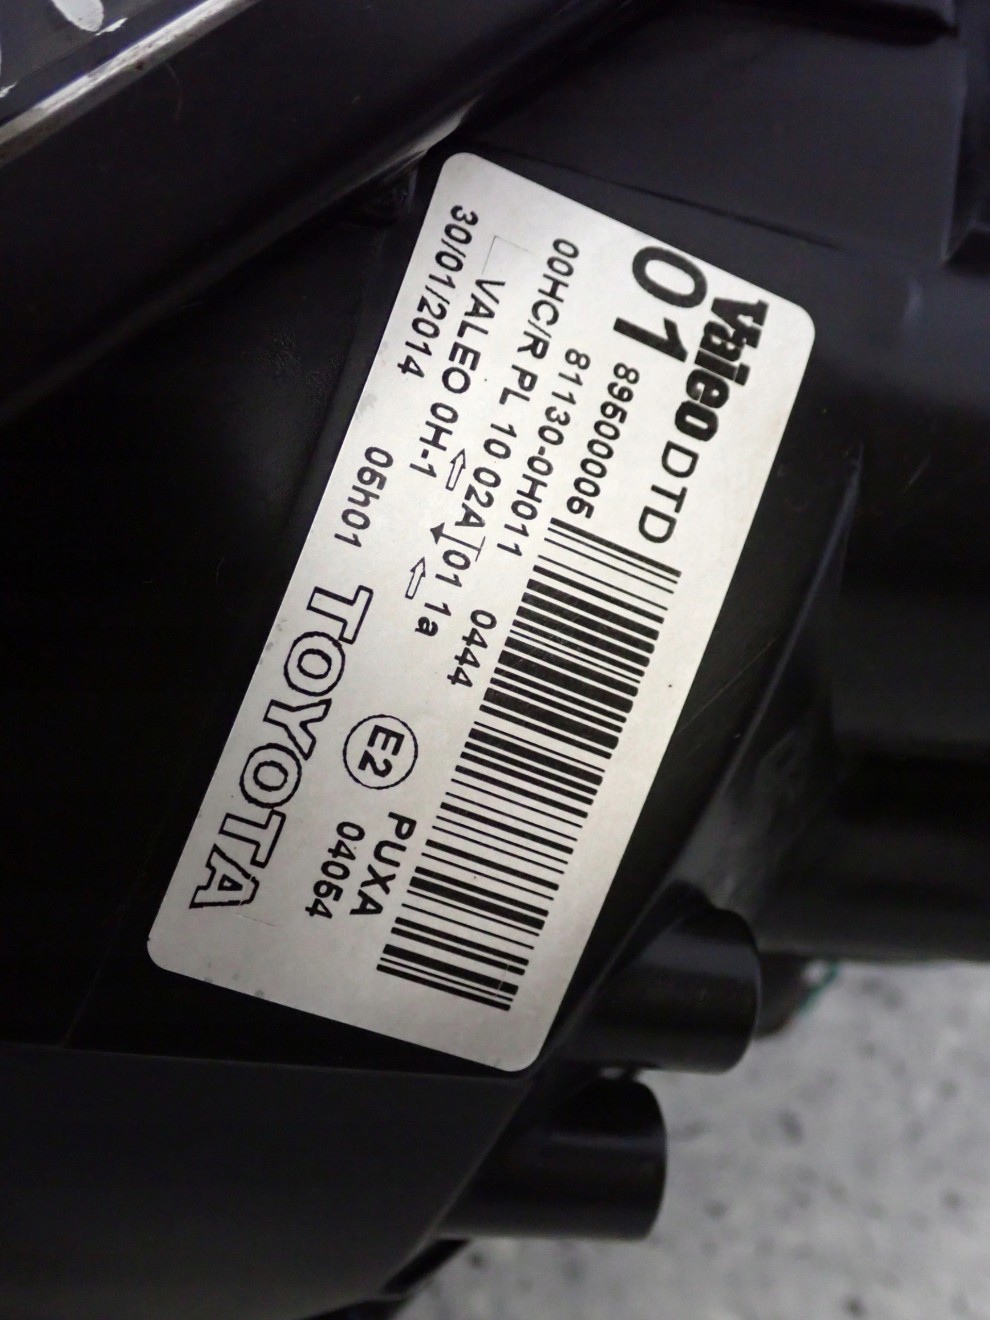 Valeo DTD
01 89500006
81130-0H011
00HC/R PL 10 02A 01 1a 0444
VALEO 0H-1
30/01/2014
06h01
TOYOTA
E2
PUXA
04064